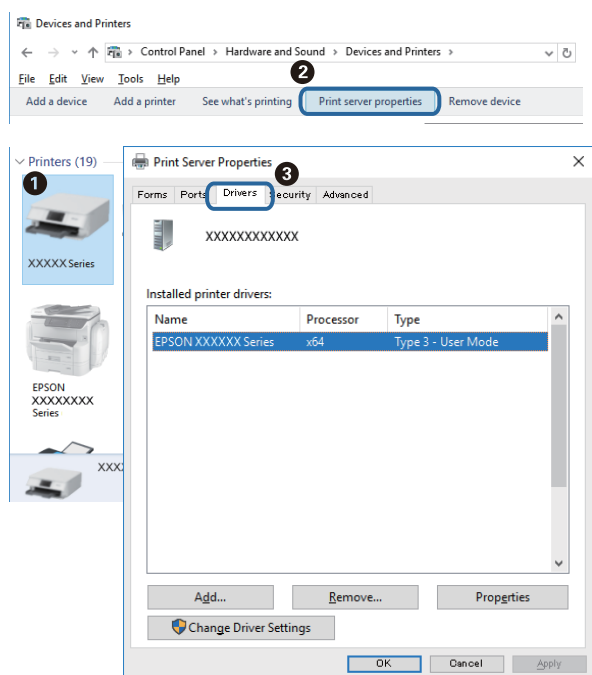 Devices and Printers
Control Panel > Hardware and Sound > Devices and Printers >
File Edit View Tools Help
2
Add a device Add a printer See what's printing Print server properties Remove device
Printers (19)
1
XXXXX Series
EPSON
XXXXXXXX
Series
XXX
Print Server Properties
3
Forms Ports Drivers Security Advanced
XXXXXXXXXXXX
Installed printer drivers:
Name Processor Type
EPSON XXXXXX Series x64 Type 3 - User Mode
Add... Remove... Properties
Change Driver Settings
OK Cancel Apply